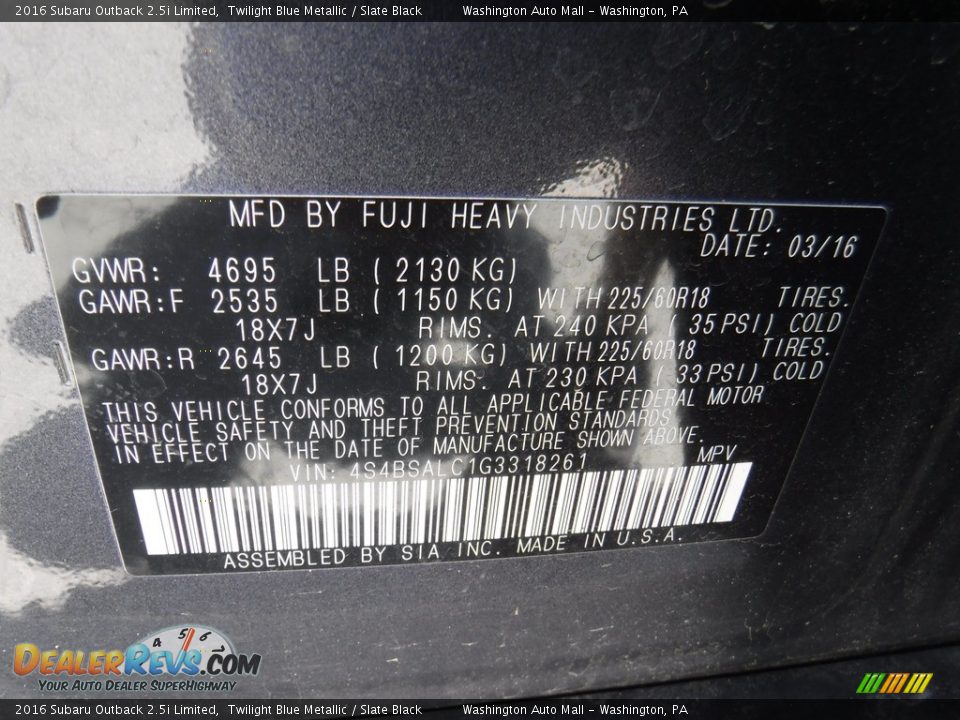 2016 Subaru Outback 2.5i Limited, Twilight Blue Metallic / Slate Black Washington Auto Mall - Washington, PA
MFD BY FUJI HEAVY INDUSTRIES LTD.
DATE: 03/16
GVWR: 4695 LB (2130 KG)
GAWR:F 2535 LB (1150 KG) WITH 225/60R18 TIRES.
18X7J RIMS. AT 240 KPA (35 PSI) COLD
GAWR:R 2645 LB (1200 KG) WITH 225/60R18 TIRES.
18X7J RIMS. AT 230 KPA (33 PSI) COLD
THIS VEHICLE CONFORMS TO ALL APPLICABLE FEDERAL MOTOR
VEHICLE SAFETY AND THEFT PREVENTION STANDARDS
IN EFFECT ON THE DATE OF MANUFACTURE SHOWN ABOVE.
VIN: 4S4BSALC1G3318261 MPV
ASSEMBLED BY SIA INC. MADE IN U.S.A.
4 5 6
DealerRevs.com
Your Auto Dealer SuperHighway
2016 Subaru Outback 2.5i Limited, Twilight Blue Metallic / Slate Black Washington Auto Mall - Washington, PA